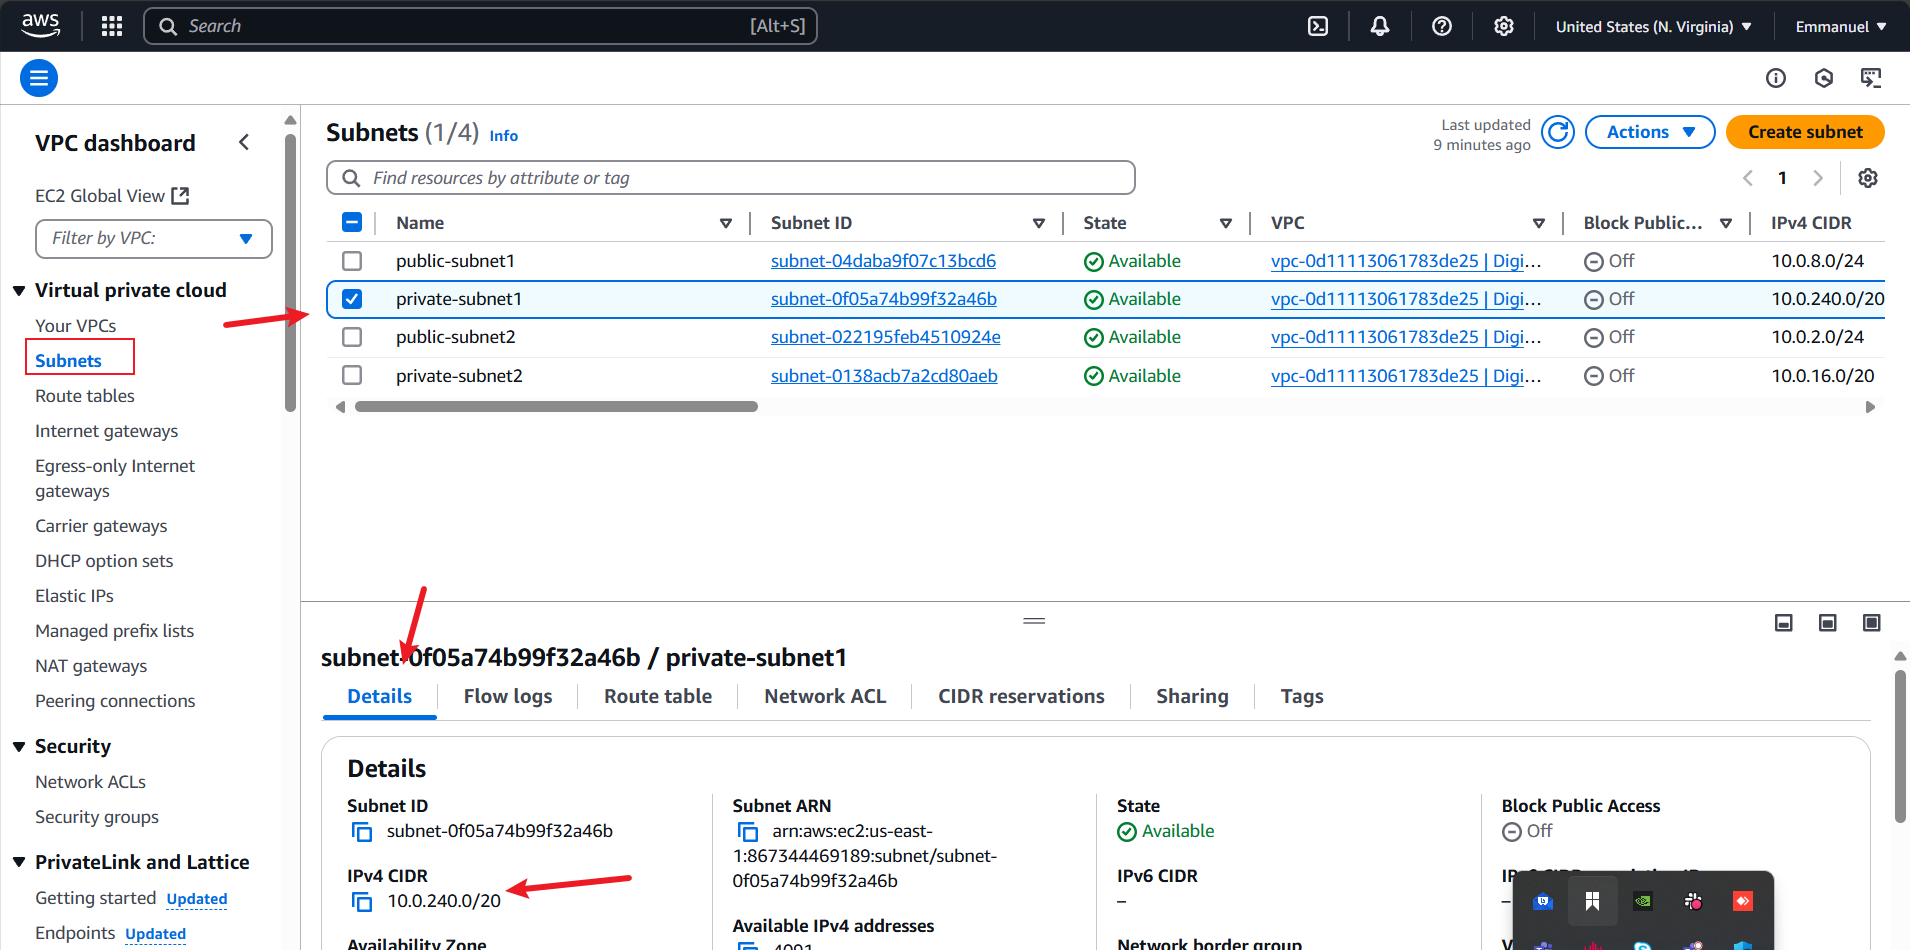 aws
Search
[Alt+S]
United States (N. Virginia)
Emmanuel
VPC dashboard
EC2 Global View
Filter by VPC:
Virtual private cloud
Your VPCs
Subnets
Route tables
Internet gateways
Egress-only Internet
gateways
Carrier gateways
DHCP option sets
Elastic IPs
Managed prefix lists
NAT gateways
Peering connections
Security
Network ACLs
Security groups
PrivateLink and Lattice
Getting started Updated
Endpoints Updated
Subnets (1/4) Info
Last updated
9 minutes ago
Actions
Create subnet
Find resources by attribute or tag
1
Name Subnet ID State VPC Block Public... IPv4 CIDR
public-subnet1 subnet-04daba9f07c13bcd6 Available vpc-0d11113061783de25 | Digi... Off 10.0.8.0/24
private-subnet1 subnet-0f05a74b99f32a46b Available vpc-0d11113061783de25 | Digi... Off 10.0.240.0/20
public-subnet2 subnet-022195feb4510924e Available vpc-0d11113061783de25 | Digi... Off 10.0.2.0/24
private-subnet2 subnet-0138acb7a2cd80aeb Available vpc-0d11113061783de25 | Digi... Off 10.0.16.0/20
subnet-0f05a74b99f32a46b / private-subnet1
Details Flow logs Route table Network ACL CIDR reservations Sharing Tags
Details
Subnet ID
subnet-0f05a74b99f32a46b
IPv4 CIDR
10.0.240.0/20
Availability Zone
Subnet ARN
arn:aws:ec2:us-east-
1:867344469189:subnet/subnet-
0f05a74b99f32a46b
Available IPv4 addresses
4091
State
Available
IPv6 CIDR
–
Network border group
Block Public Access
Off
–